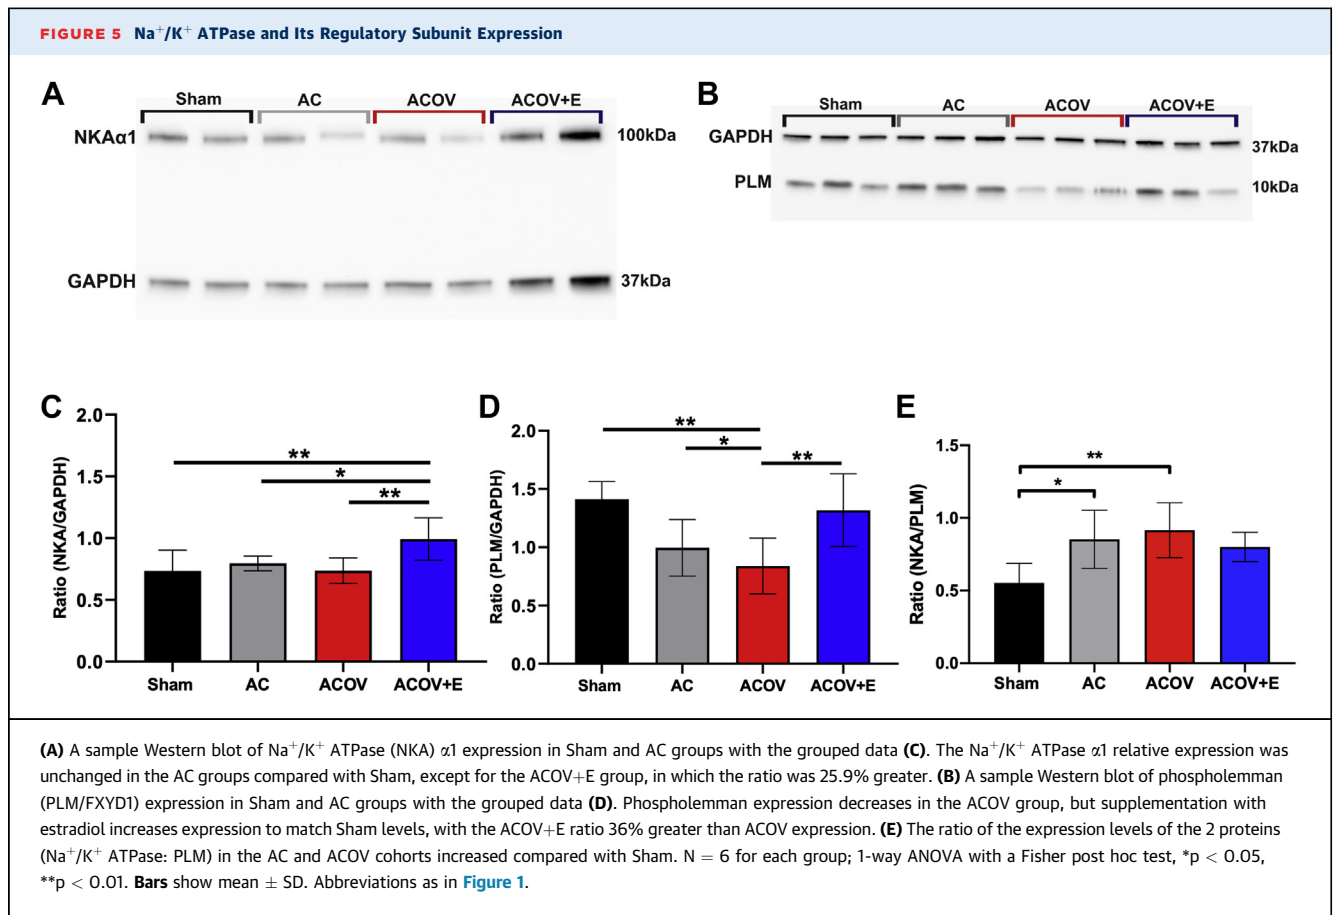 FIGURE 5 Na⁺/K⁺ ATPase and Its Regulatory Subunit Expression
A
Sham AC ACOV ACOV+E
NKAα1 100kDa
GAPDH 37kDa
B
Sham AC ACOV ACOV+E
GAPDH 37kDa
PLM 10kDa
C
Ratio (NKA/GAPDH)
2.0
1.5
1.0
0.5
0.0
**
*
**
Sham AC ACOV ACOV+E
D
Ratio (PLM/GAPDH)
2.0
1.5
1.0
0.5
0.0
**
*
**
Sham AC ACOV ACOV+E
E
Ratio (NKA/PLM)
1.5
1.0
0.5
0.0
**
*
Sham AC ACOV ACOV+E
(A) A sample Western blot of Na⁺/K⁺ ATPase (NKA) α1 expression in Sham and AC groups with the grouped data (C). The Na⁺/K⁺ ATPase α1 relative expression was
unchanged in the AC groups compared with Sham, except for the ACOV+E group, in which the ratio was 25.9% greater. (B) A sample Western blot of phospholemman
(PLM/FXYD1) expression in Sham and AC groups with the grouped data (D). Phospholemman expression decreases in the ACOV group, but supplementation with
estradiol increases expression to match Sham levels, with the ACOV+E ratio 36% greater than ACOV expression. (E) The ratio of the expression levels of the 2 proteins
(Na⁺/K⁺ ATPase: PLM) in the AC and ACOV cohorts increased compared with Sham. N = 6 for each group; 1-way ANOVA with a Fisher post hoc test, *p < 0.05,
**p < 0.01. Bars show mean ± SD. Abbreviations as in Figure 1.